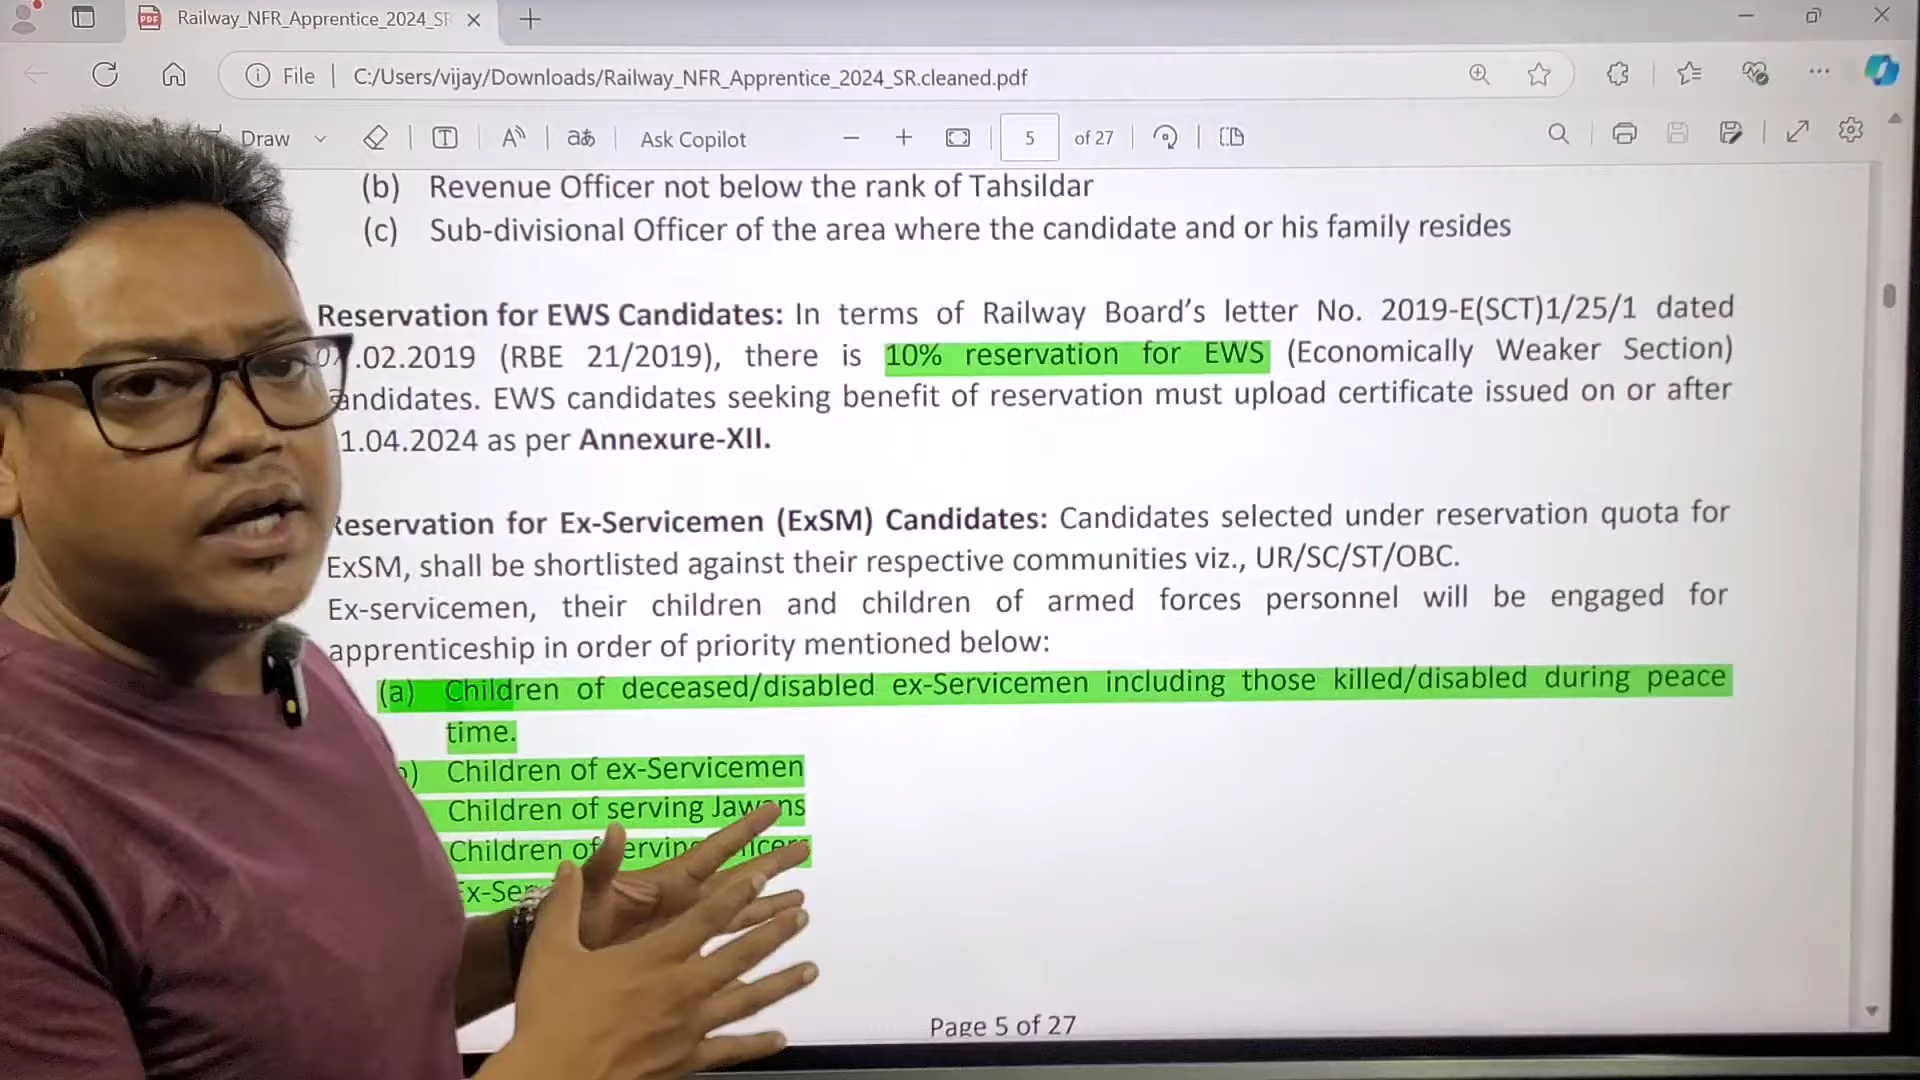 Railway_NFR_Apprentice_2024_SR
File C:/Users/vijay/Downloads/Railway_NFR_Apprentice_2024_SR.cleaned.pdf
Draw Ask Copilot 5 of 27
(b) Revenue Officer not below the rank of Tahsildar
(c) Sub-divisional Officer of the area where the candidate and or his family resides
Reservation for EWS Candidates: In terms of Railway Board's letter No. 2019-E(SCT)1/25/1 dated
.02.2019 (RBE 21/2019), there is 10% reservation for EWS (Economically Weaker Section)
andidates. EWS candidates seeking benefit of reservation must upload certificate issued on or after
1.04.2024 as per Annexure-XII.
Reservation for Ex-Servicemen (ExSM) Candidates: Candidates selected under reservation quota for
ExSM, shall be shortlisted against their respective communities viz., UR/SC/ST/OBC.
Ex-servicemen, their children and children of armed forces personnel will be engaged for
apprenticeship in order of priority mentioned below:
(a) Children of deceased/disabled ex-Servicemen including those killed/disabled during peace
time.
Children of ex-Servicemen
Children of serving Jawans
Children of
Page 5 of 27